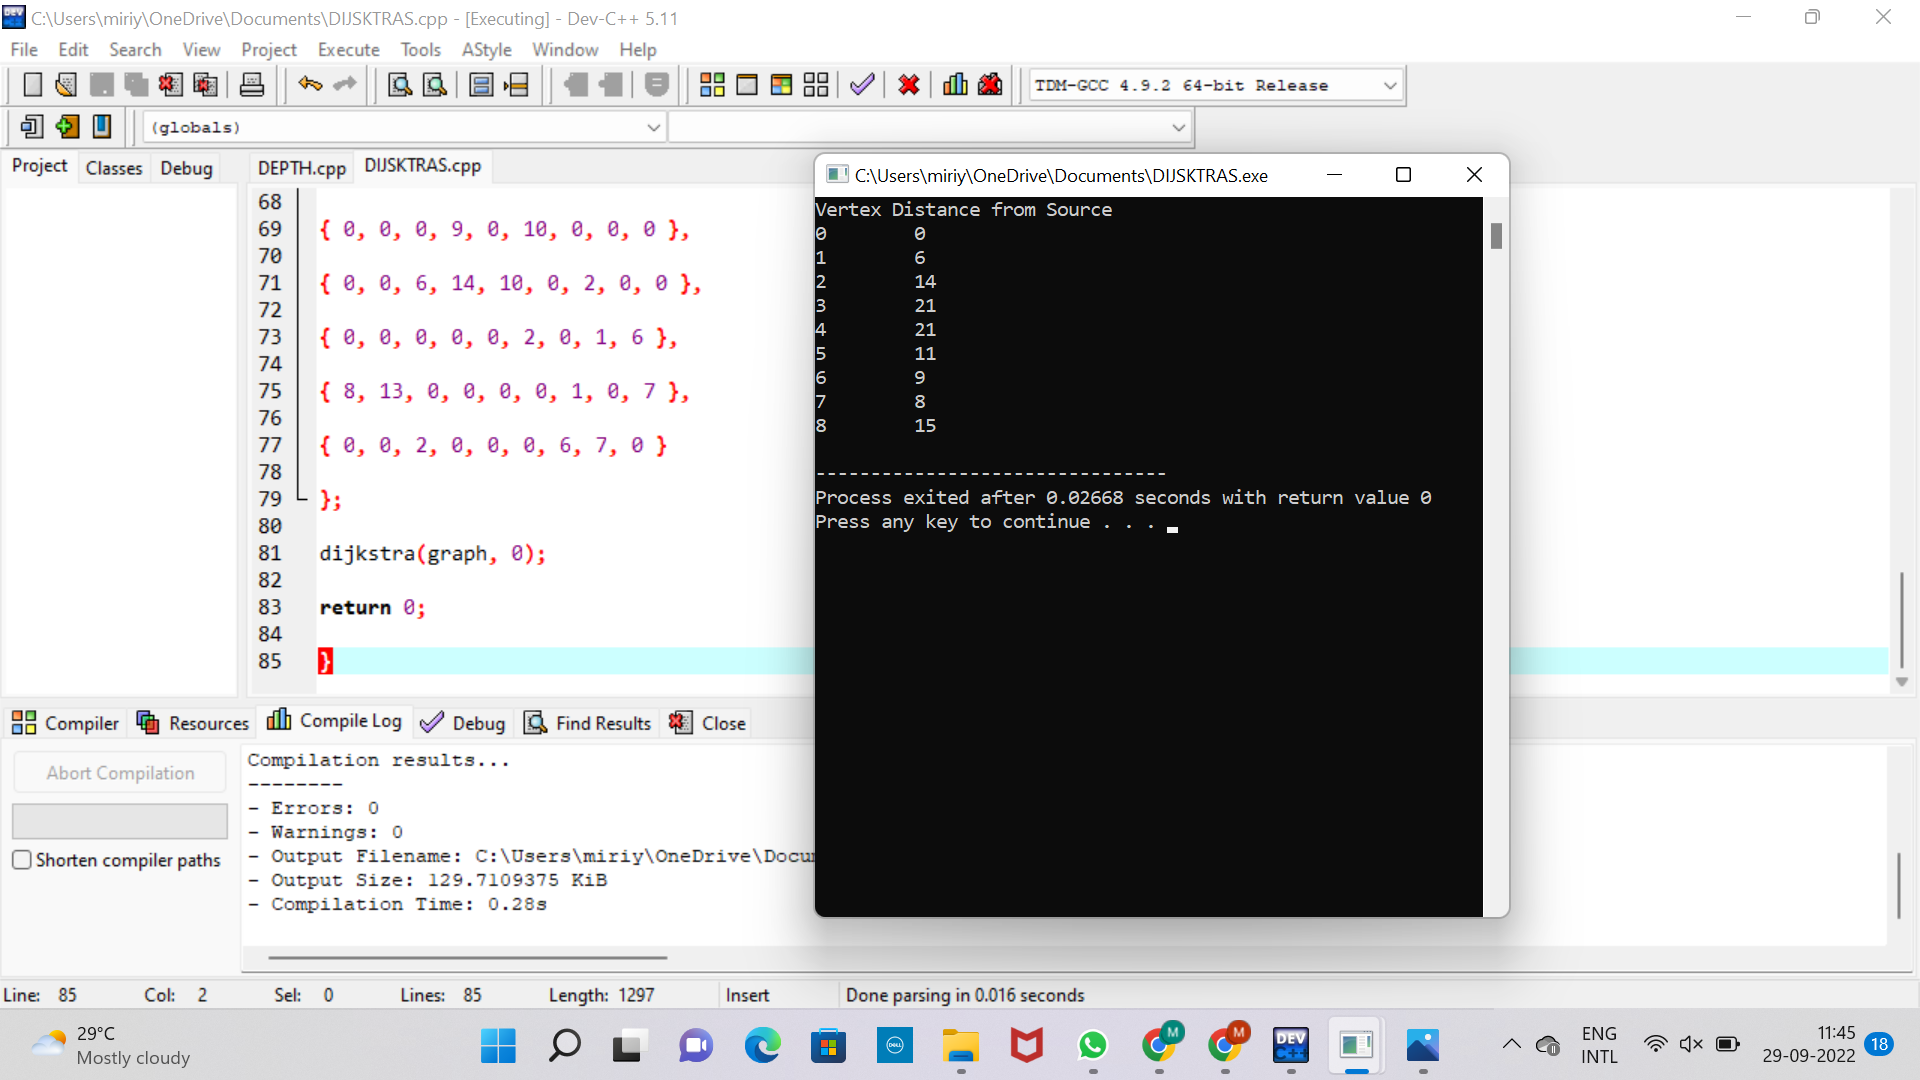 C:\Users\miriy\OneDrive\Documents\DIJSKTRAS.cpp - [Executing] - Dev-C++ 5.11
File Edit Search View Project Execute Tools AStyle Window Help
TDM-GCC 4.9.2 64-bit Release
(globals)
Project Classes Debug
DEPTH.cpp DIJSKTRAS.cpp
68
69 { 0, 0, 0, 9, 0, 10, 0, 0, 0 },
70
71 { 0, 0, 6, 14, 10, 0, 2, 0, 0 },
72
73 { 0, 0, 0, 0, 0, 2, 0, 1, 6 },
74
75 { 8, 13, 0, 0, 0, 0, 1, 0, 7 },
76
77 { 0, 0, 2, 0, 0, 0, 6, 7, 0 }
78
79 };
80
81 dijkstra(graph, 0);
82
83 return 0;
84
85 }
C:\Users\miriy\OneDrive\Documents\DIJSKTRAS.exe
Vertex Distance from Source
0 0
1 6
2 14
3 21
4 21
5 11
6 9
7 8
8 15
--------------------------------
Process exited after 0.02668 seconds with return value 0
Press any key to continue . . .
Compiler Resources Compile Log Debug Find Results Close
Abort Compilation
Shorten compiler paths
Compilation results...
--------
- Errors: 0
- Warnings: 0
- Output Filename: C:\Users\miriy\OneDrive\Docu
- Output Size: 129.7109375 KiB
- Compilation Time: 0.28s
Line: 85 Col: 2 Sel: 0 Lines: 85 Length: 1297 Insert Done parsing in 0.016 seconds
29°C
Mostly cloudy
DELL
M
M
DEV
C++
ENG
INTL
11:45
29-09-2022
18